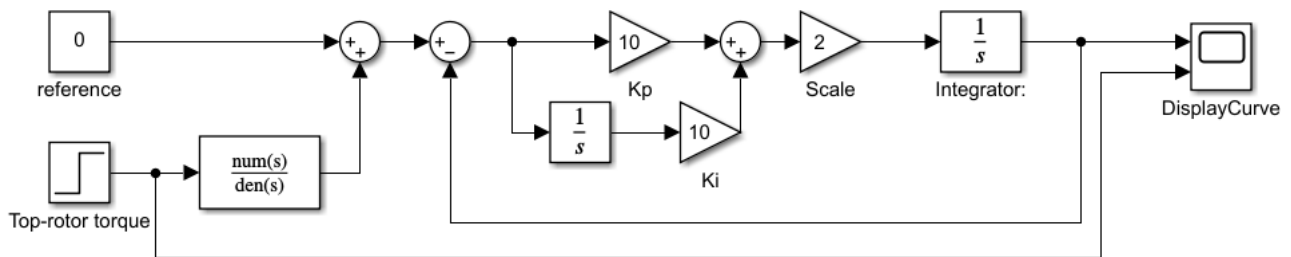 0
reference
+
+
+
−
10
Kp
+
+
2
Scale
1
s
Integrator:
DisplayCurve
1
s
10
Ki
Top-rotor torque
num(s)
den(s)